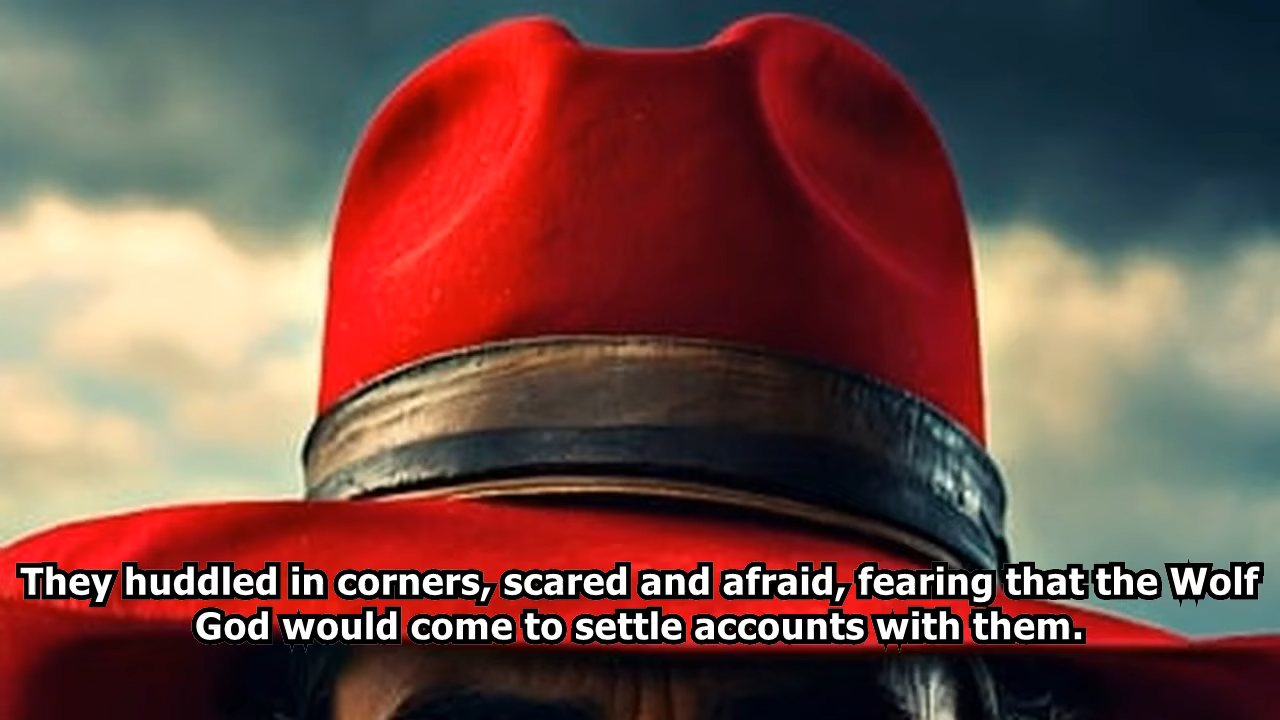 They huddled in corners, scared and afraid, fearing that the Wolf
God would come to settle accounts with them.